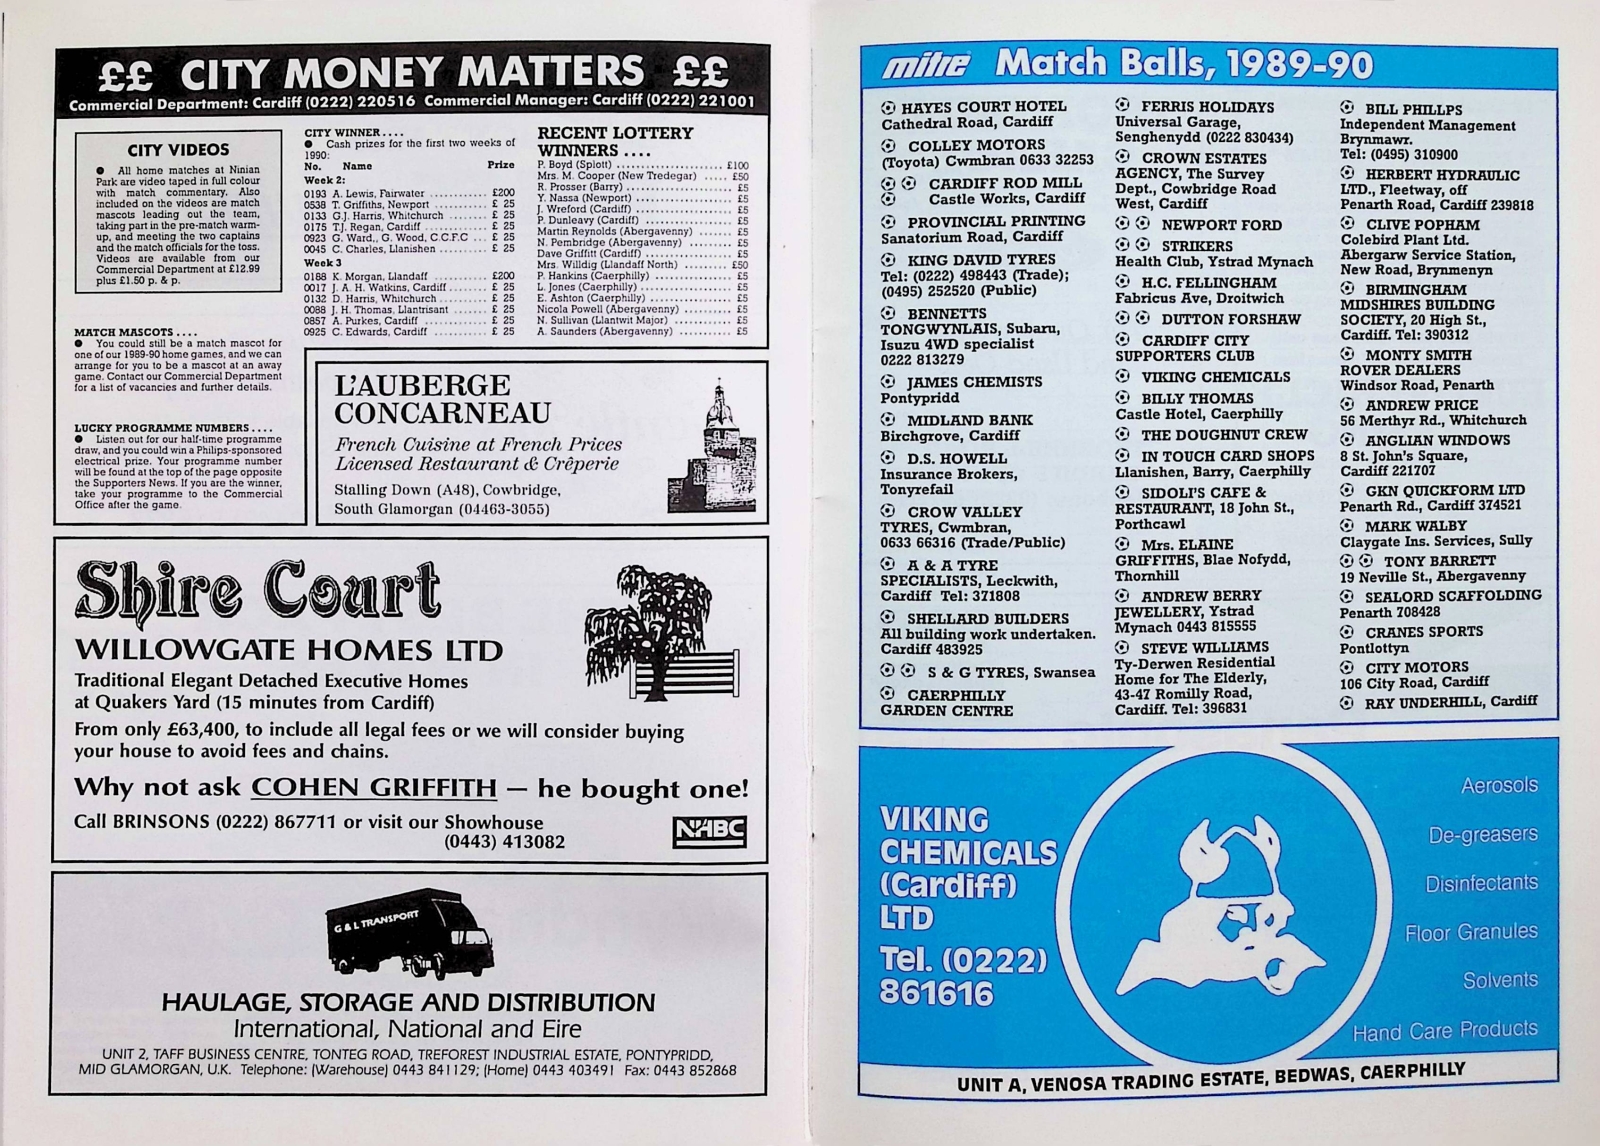 ££ CITY MONEY MATTERS ££
Commercial Department: Cardiff (0222) 220516 Commercial Manager: Cardiff (0222) 221001
CITY VIDEOS
● All home matches at Ninian
Park are video taped in full colour
with match commentary. Also
included on the videos are match
mascots leading out the team,
taking part in the pre-match warm-
up, and meeting the two captains
and the match officials for the toss.
Videos are available from our
Commercial Department at £12.99
plus £1.50 p. & p.
MATCH MASCOTS ....
● You could still be a match mascot for
one of our 1989-90 home games, and we can
arrange for you to be a mascot at an away
game. Contact our Commercial Department
for a list of vacancies and further details.
LUCKY PROGRAMME NUMBERS ....
● Listen out for our half-time programme
draw, and you could win a Philips-sponsored
electrical prize. Your programme number
will be found at the top of the page opposite
the Supporters News. If you are the winner,
take your programme to the Commercial
Office after the game.
CITY WINNER ....
● Cash prizes for the first two weeks of
1990:
No. Name Prize
Week 2:
0193 A. Lewis, Fairwater .......... £200
0538 T. Griffiths, Newport .......... £ 25
0133 G.J. Harris, Whitchurch ....... £ 25
0175 T.J. Regan, Cardiff .......... £ 25
0923 G. Ward,, G. Wood, C.C.F.C ... £ 25
0045 C. Charles, Llanishen ......... £ 25
Week 3
0188 K. Morgan, Llandaff .......... £200
0017 J. A. H. Watkins, Cardiff ....... £ 25
0132 D. Harris, Whitchurch ......... £ 25
0088 J. H. Thomas, Llantrisant ....... £ 25
0857 A. Purkes, Cardiff .......... £ 25
0925 C. Edwards, Cardiff .......... £ 25
RECENT LOTTERY
WINNERS ....
P. Boyd (Splott) .......... £100
Mrs. M. Cooper (New Tredegar) ..... £50
R. Prosser (Barry) .......... £5
Y. Nassa (Newport) .......... £5
J. Wreford (Cardiff) .......... £5
P. Dunleavy (Cardiff) .......... £5
Martin Reynolds (Abergavenny) ...... £5
N. Pembridge (Abergavenny) ......... £5
Dave Griffitt (Cardiff) .......... £5
Mrs. Willdig (Llandaff North) ........ £50
P. Hankins (Caerphilly) .......... £5
L. Jones (Caerphilly) .......... £5
E. Ashton (Caerphilly) .......... £5
Nicola Powell (Abergavenny) ........ £5
N. Sullivan (Llantwit Major) .......... £5
A. Saunders (Abergavenny) .......... £5
L'AUBERGE
CONCARNEAU
French Cuisine at French Prices
Licensed Restaurant & Crêperie
Stalling Down (A48), Cowbridge,
South Glamorgan (04463-3055)
Shire Court
WILLOWGATE HOMES LTD
Traditional Elegant Detached Executive Homes
at Quakers Yard (15 minutes from Cardiff)
From only £63,400, to include all legal fees or we will consider buying
your house to avoid fees and chains.
Why not ask COHEN GRIFFITH — he bought one!
Call BRINSONS (0222) 867711 or visit our Showhouse
(0443) 413082
NHBC
G & L TRANSPORT
HAULAGE, STORAGE AND DISTRIBUTION
International, National and Eire
UNIT 2, TAFF BUSINESS CENTRE, TONTEG ROAD, TREFOREST INDUSTRIAL ESTATE, PONTYPRIDD,
MID GLAMORGAN, U.K. Telephone: (Warehouse) 0443 841129; (Home) 0443 403491 Fax: 0443 852868
mitre Match Balls, 1989-90
HAYES COURT HOTEL
Cathedral Road, Cardiff
COLLEY MOTORS
(Toyota) Cwmbran 0633 32253
CARDIFF ROD MILL
Castle Works, Cardiff
PROVINCIAL PRINTING
Sanatorium Road, Cardiff
KING DAVID TYRES
Tel: (0222) 498443 (Trade);
(0495) 252520 (Public)
BENNETTS
TONGWYNLAIS, Subaru,
Isuzu 4WD specialist
0222 813279
JAMES CHEMISTS
Pontypridd
MIDLAND BANK
Birchgrove, Cardiff
D.S. HOWELL
Insurance Brokers,
Tonyrefail
CROW VALLEY
TYRES, Cwmbran,
0633 66316 (Trade/Public)
A & A TYRE
SPECIALISTS, Leckwith,
Cardiff Tel: 371808
SHELLARD BUILDERS
All building work undertaken.
Cardiff 483925
S & G TYRES, Swansea
CAERPHILLY
GARDEN CENTRE
FERRIS HOLIDAYS
Universal Garage,
Senghenydd (0222 830434)
CROWN ESTATES
AGENCY, The Survey
Dept., Cowbridge Road
West, Cardiff
NEWPORT FORD
STRIKERS
Health Club, Ystrad Mynach
H.C. FELLINGHAM
Fabricus Ave, Droitwich
DUTTON FORSHAW
CARDIFF CITY
SUPPORTERS CLUB
VIKING CHEMICALS
BILLY THOMAS
Castle Hotel, Caerphilly
THE DOUGHNUT CREW
IN TOUCH CARD SHOPS
Llanishen, Barry, Caerphilly
SIDOLI'S CAFE &
RESTAURANT, 18 John St.,
Porthcawl
Mrs. ELAINE
GRIFFITHS, Blae Nofydd,
Thornhill
ANDREW BERRY
JEWELLERY, Ystrad
Mynach 0443 815555
STEVE WILLIAMS
Ty-Derwen Residential
Home for The Elderly,
43-47 Romilly Road,
Cardiff. Tel: 396831
BILL PHILLPS
Independent Management
Brynmawr.
Tel: (0495) 310900
HERBERT HYDRAULIC
LTD., Fleetway, off
Penarth Road, Cardiff 239818
CLIVE POPHAM
Colebird Plant Ltd.
Abergarw Service Station,
New Road, Brynmenyn
BIRMINGHAM
MIDSHIRES BUILDING
SOCIETY, 20 High St.,
Cardiff. Tel: 390312
MONTY SMITH
ROVER DEALERS
Windsor Road, Penarth
ANDREW PRICE
56 Merthyr Rd., Whitchurch
ANGLIAN WINDOWS
8 St. John's Square,
Cardiff 221707
GKN QUICKFORM LTD
Penarth Rd., Cardiff 374521
MARK WALBY
Claygate Ins. Services, Sully
TONY BARRETT
19 Neville St., Abergavenny
SEALORD SCAFFOLDING
Penarth 708428
CRANES SPORTS
Pontlottyn
CITY MOTORS
106 City Road, Cardiff
RAY UNDERHILL, Cardiff
VIKING
CHEMICALS
(Cardiff)
LTD
Tel. (0222)
861616
Aerosols
De-greasers
Disinfectants
Floor Granules
Solvents
Hand Care Products
UNIT A, VENOSA TRADING ESTATE, BEDWAS, CAERPHILLY